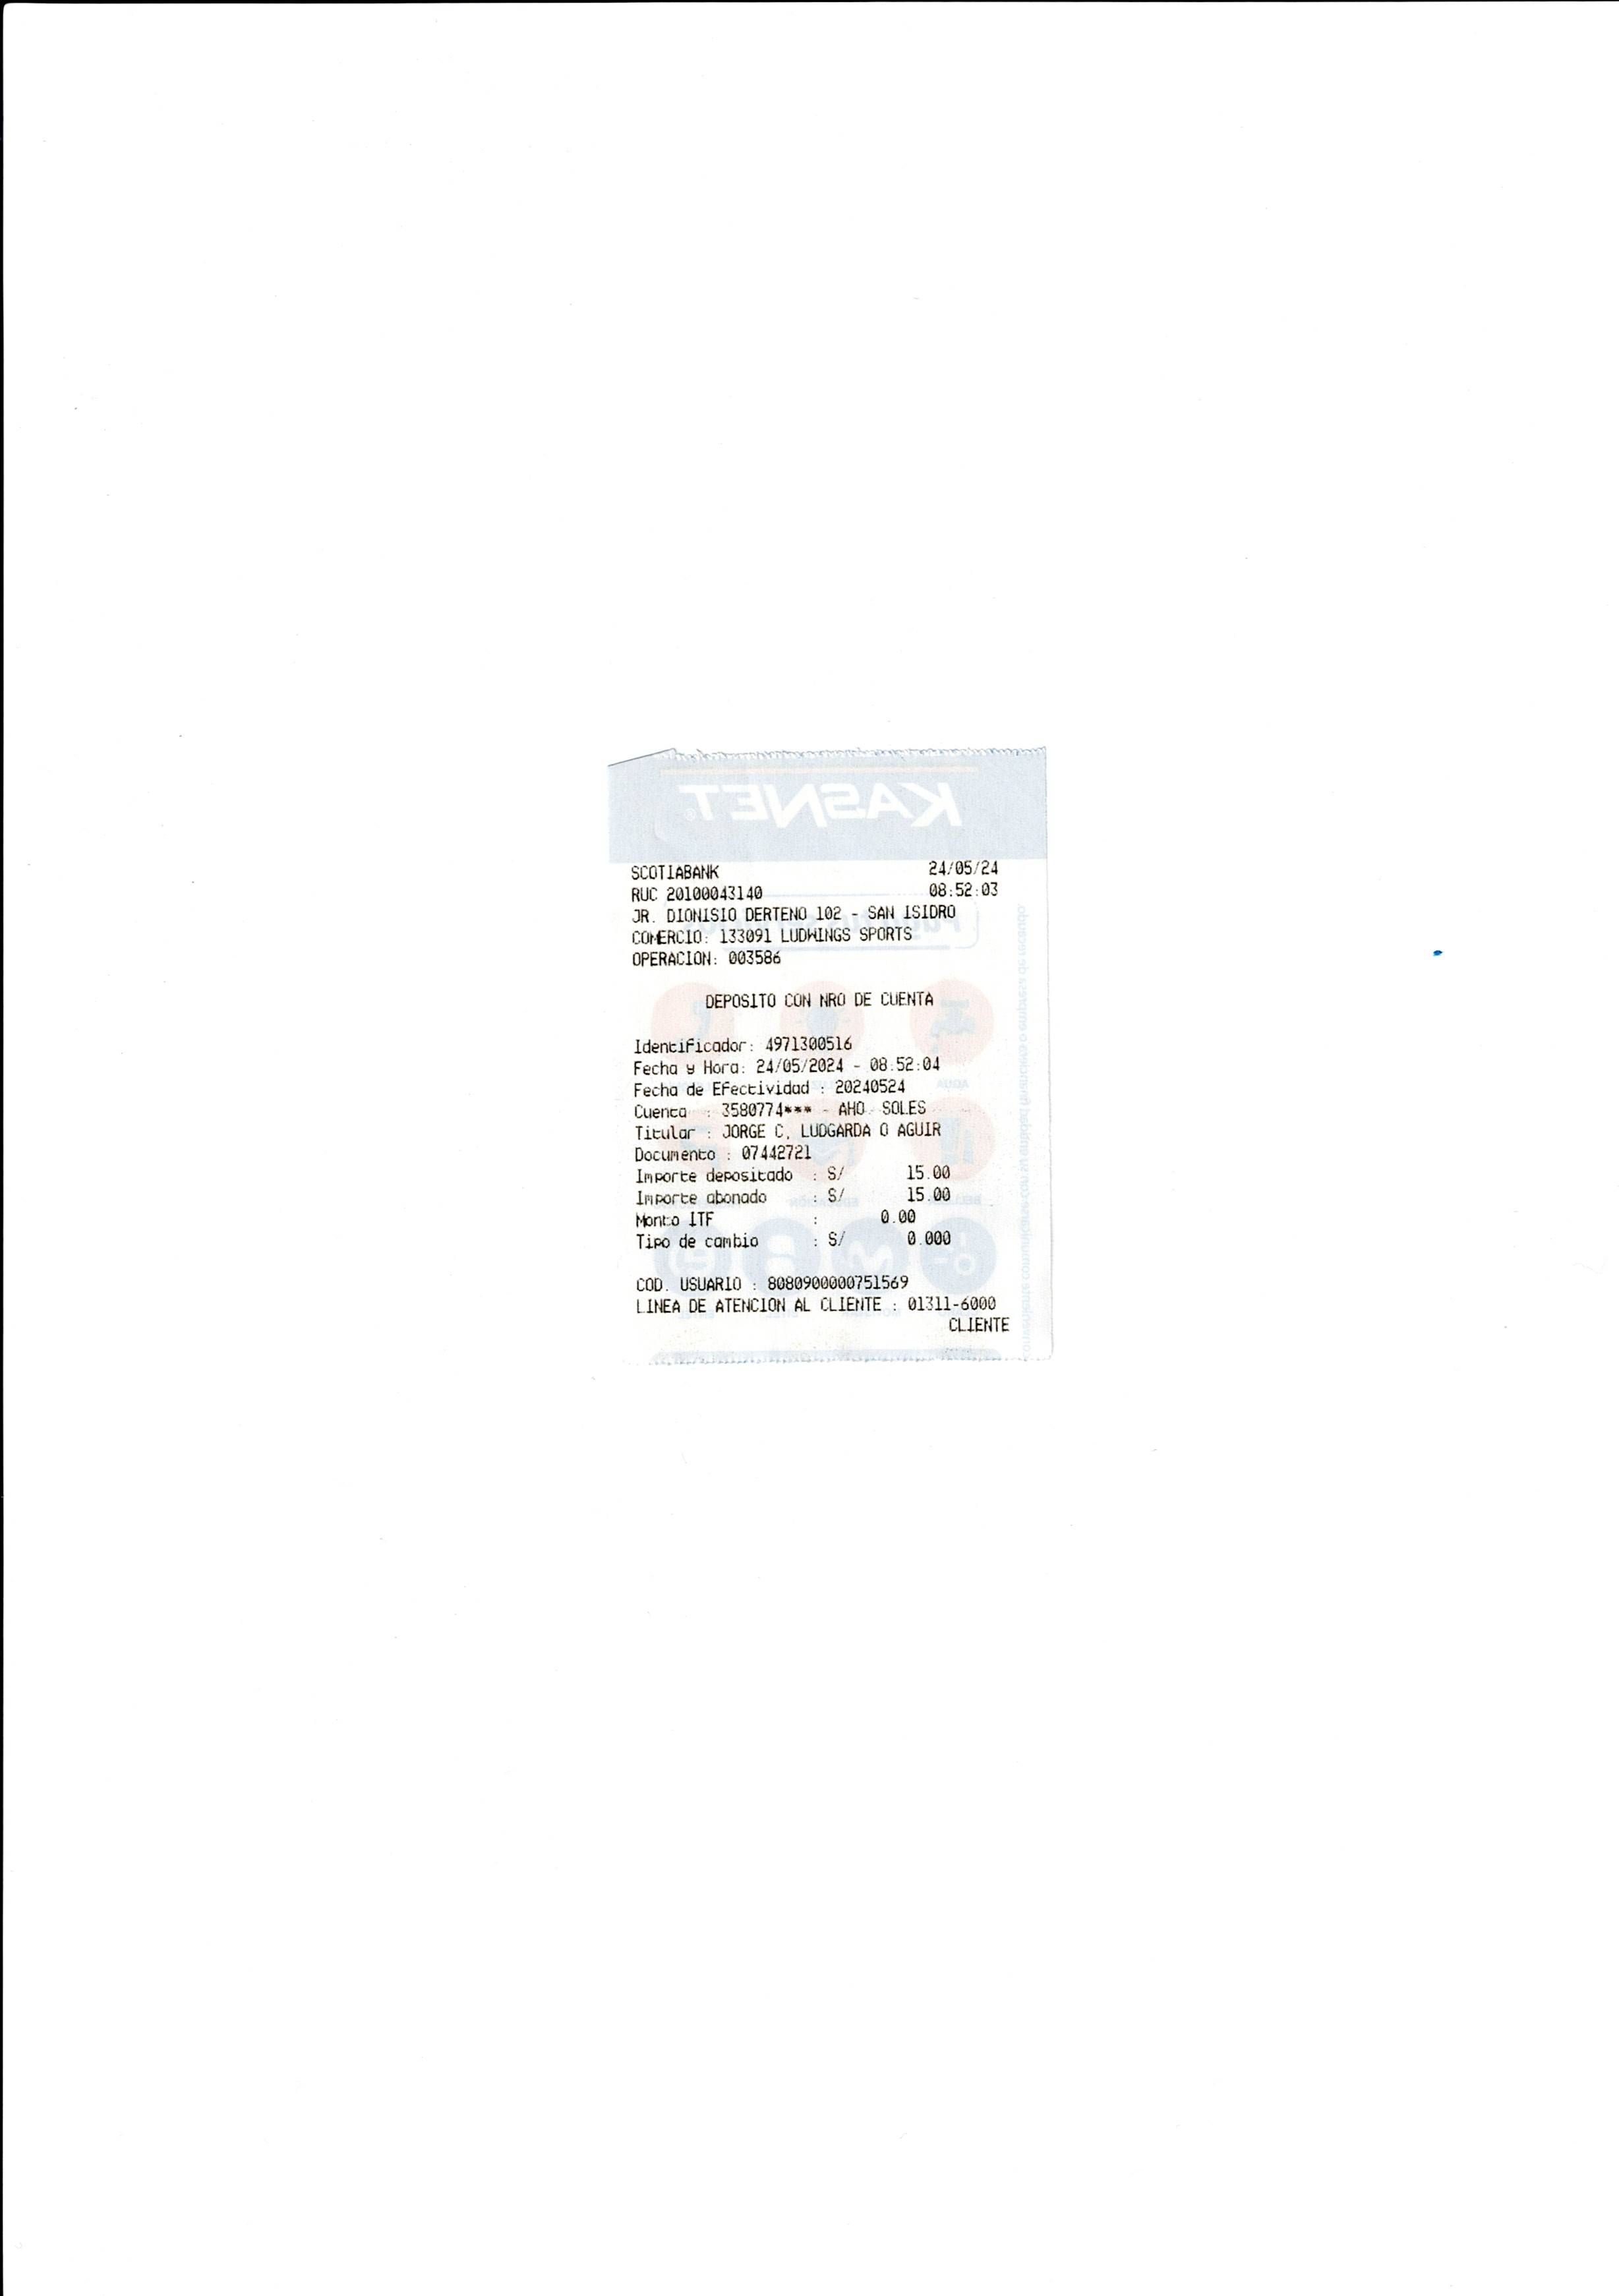 KASNET®
SCOTIABANK 24/05/24
RUC 20100043140 08:52:03
JR. DIONISIO DERTENO 102 - SAN ISIDRO
COMERCIO: 133091 LUDWINGS SPORTS
OPERACION: 003586
DEPOSITO CON NRO DE CUENTA
Identificador: 4971300516
Fecha y Hora: 24/05/2024 - 08:52:04
Fecha de Efectividad : 20240524
Cuenta : 3580774*** - AHO. SOLES
Titular : JORGE C, LUDGARDA O AGUIR
Documento : 07442721
Importe depositado : S/ 15.00
Importe abonado : S/ 15.00
Monto ITF : 0.00
Tipo de cambio : S/ 0.000
COD. USUARIO : 8080900000751569
LINEA DE ATENCION AL CLIENTE : 01311-6000
CLIENTE